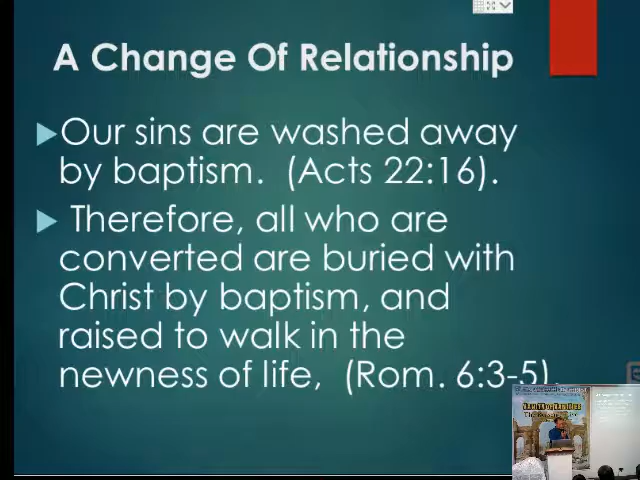 A Change Of Relationship
Our sins are washed away
by baptism. (Acts 22:16).
Therefore, all who are
converted are buried with
Christ by baptism, and
raised to walk in the
newness of life, (Rom. 6:3-5).